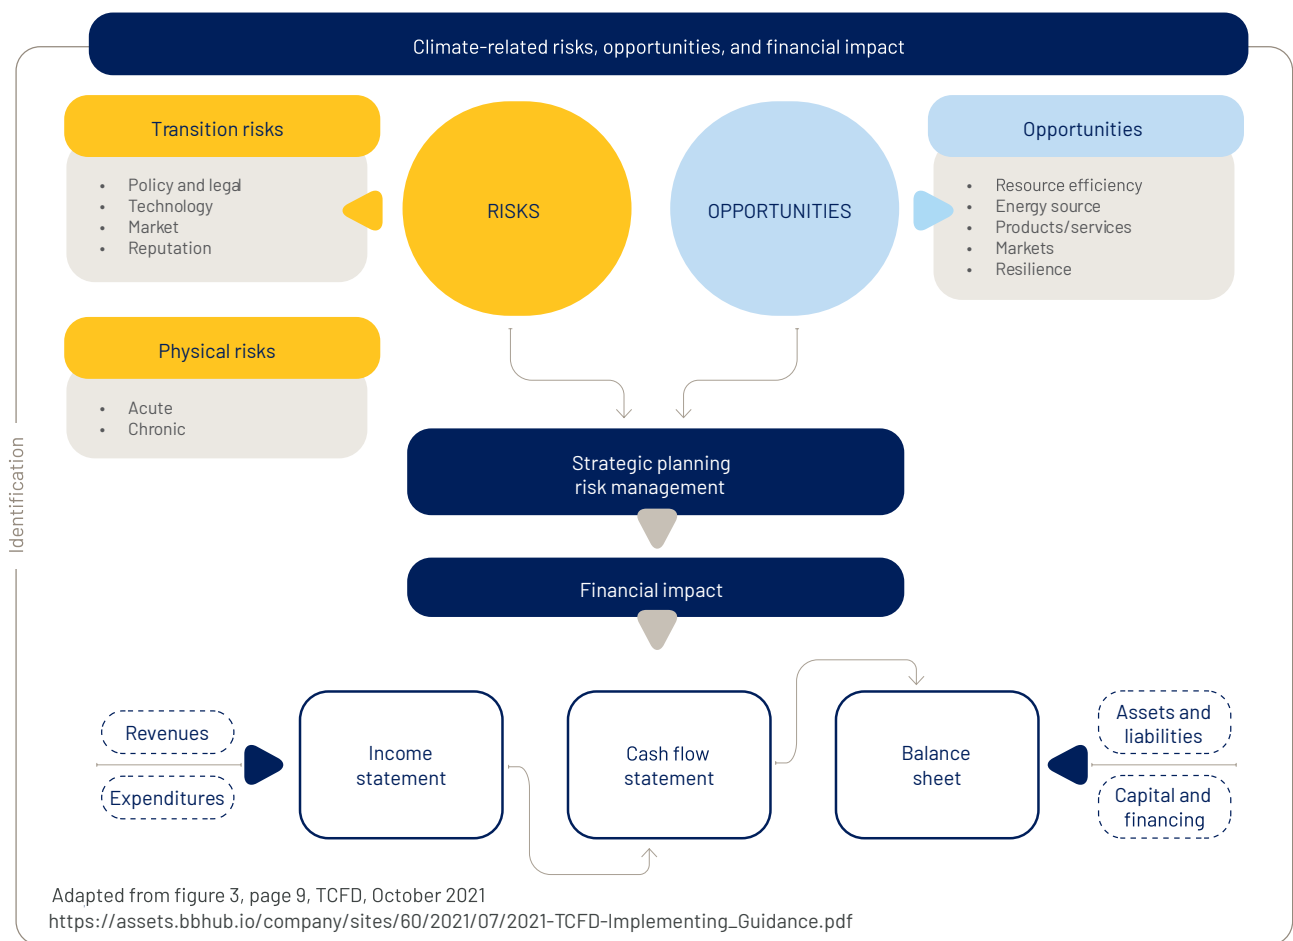 Climate-related risks, opportunities, and financial impact
Transition risks
• Policy and legal
• Technology
• Market
• Reputation
RISKS
OPPORTUNITIES
Opportunities
• Resource efficiency
• Energy source
• Products/services
• Markets
• Resilience
Physical risks
• Acute
• Chronic
Identification
Strategic planning
risk management
Financial impact
Revenues
Expenditures
Income
statement
Cash flow
statement
Balance
sheet
Assets and
liabilities
Capital and
financing
Adapted from figure 3, page 9, TCFD, October 2021
https://assets.bbhub.io/company/sites/60/2021/07/2021-TCFD-Implementing_Guidance.pdf